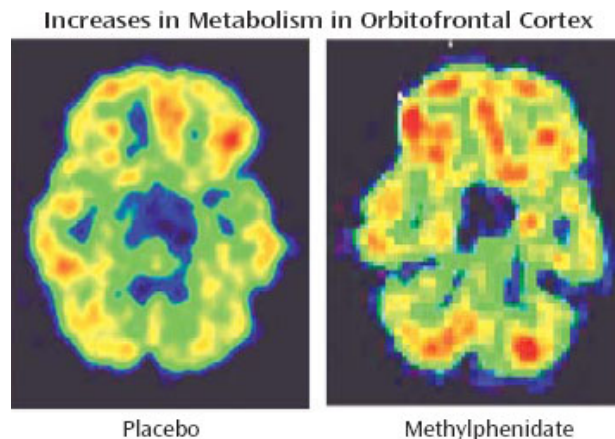 Increases in Metabolism in Orbitofrontal Cortex
Placebo
Methylphenidate